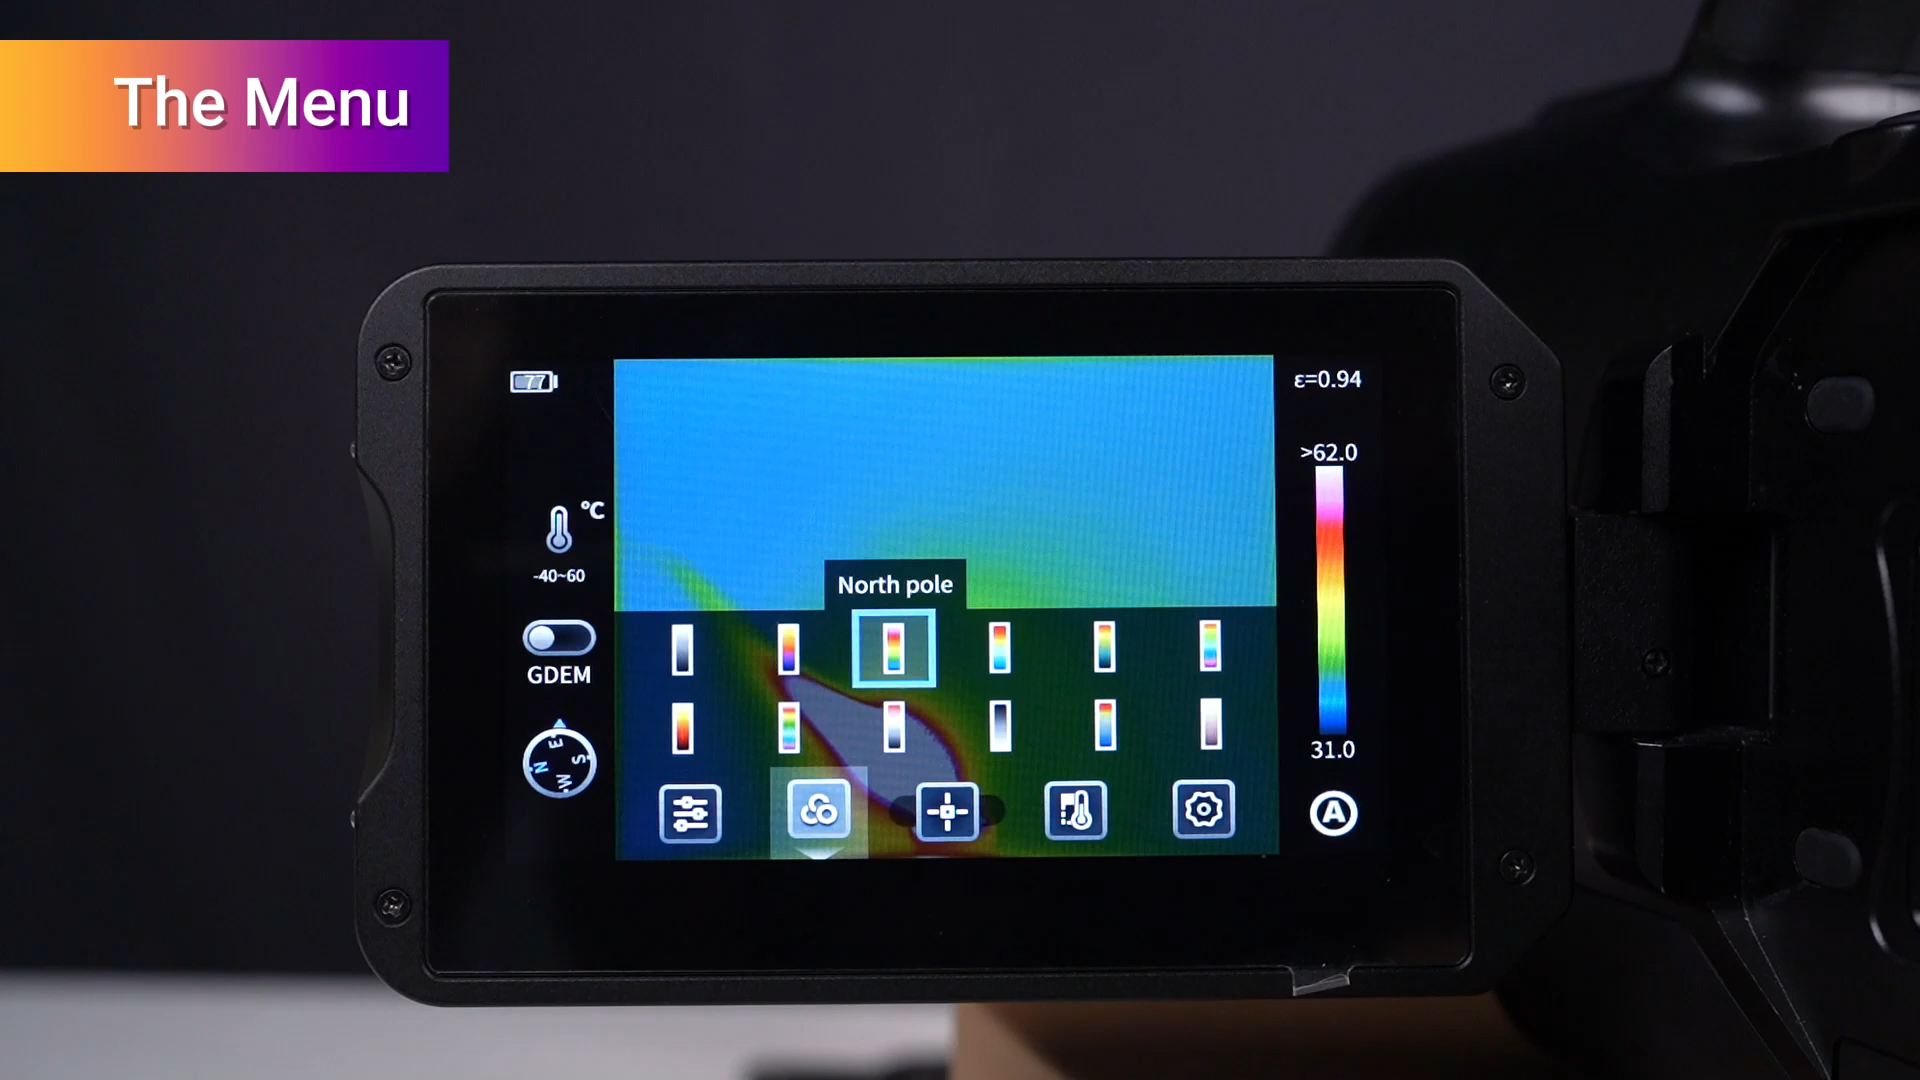 The Menu
77
ε=0.94
>62.0
°C
-40~60
North pole
GDEM
N
E
S
W
31.0
A